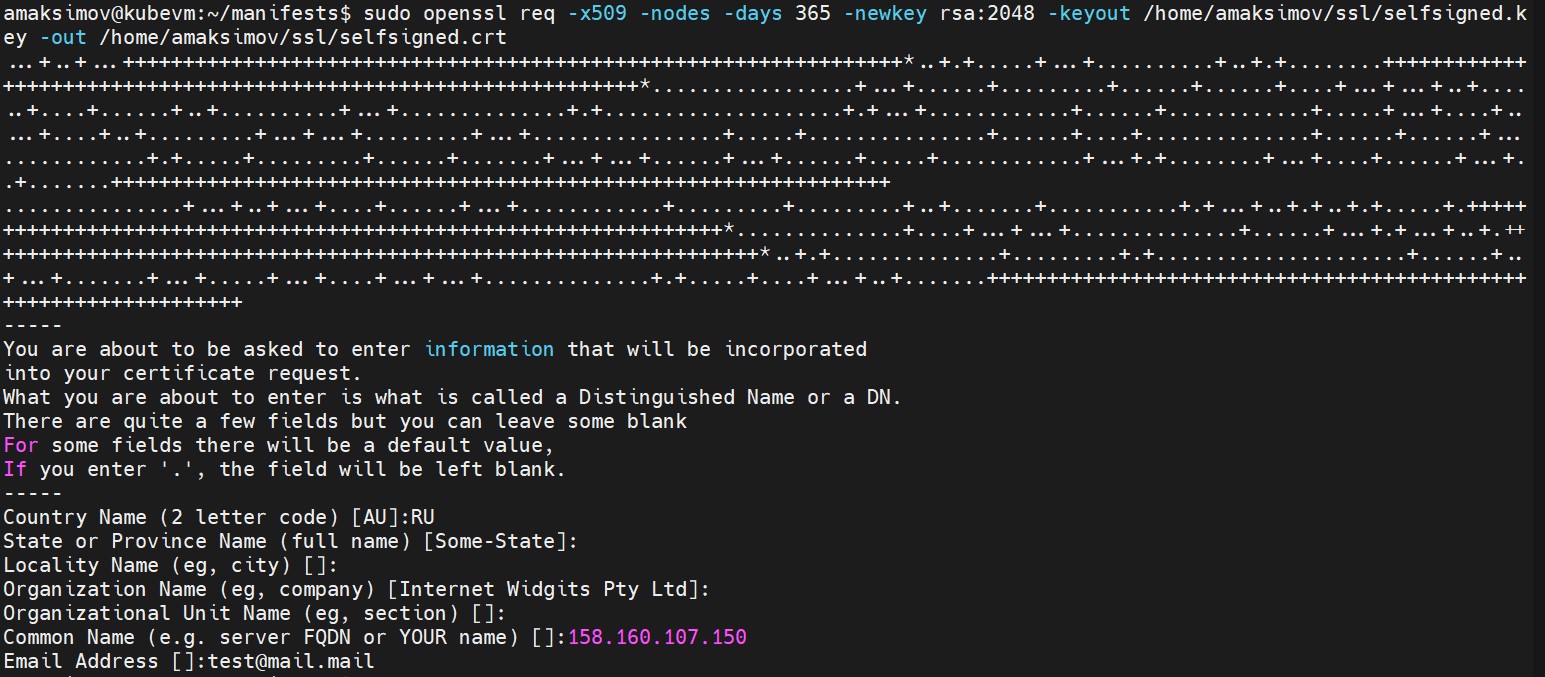 amaksimov@kubevm:~/manifests$ sudo openssl req -x509 -nodes -days 365 -newkey rsa:2048 -keyout /home/amaksimov/ssl/selfsigned.k
ey -out /home/amaksimov/ssl/selfsigned.crt
-----
You are about to be asked to enter information that will be incorporated
into your certificate request.
What you are about to enter is what is called a Distinguished Name or a DN.
There are quite a few fields but you can leave some blank
For some fields there will be a default value,
If you enter '.', the field will be left blank.
-----
Country Name (2 letter code) [AU]:RU
State or Province Name (full name) [Some-State]:
Locality Name (eg, city) []:
Organization Name (eg, company) [Internet Widgits Pty Ltd]:
Organizational Unit Name (eg, section) []:
Common Name (e.g. server FQDN or YOUR name) []:158.160.107.150
Email Address []:test@mail.mail